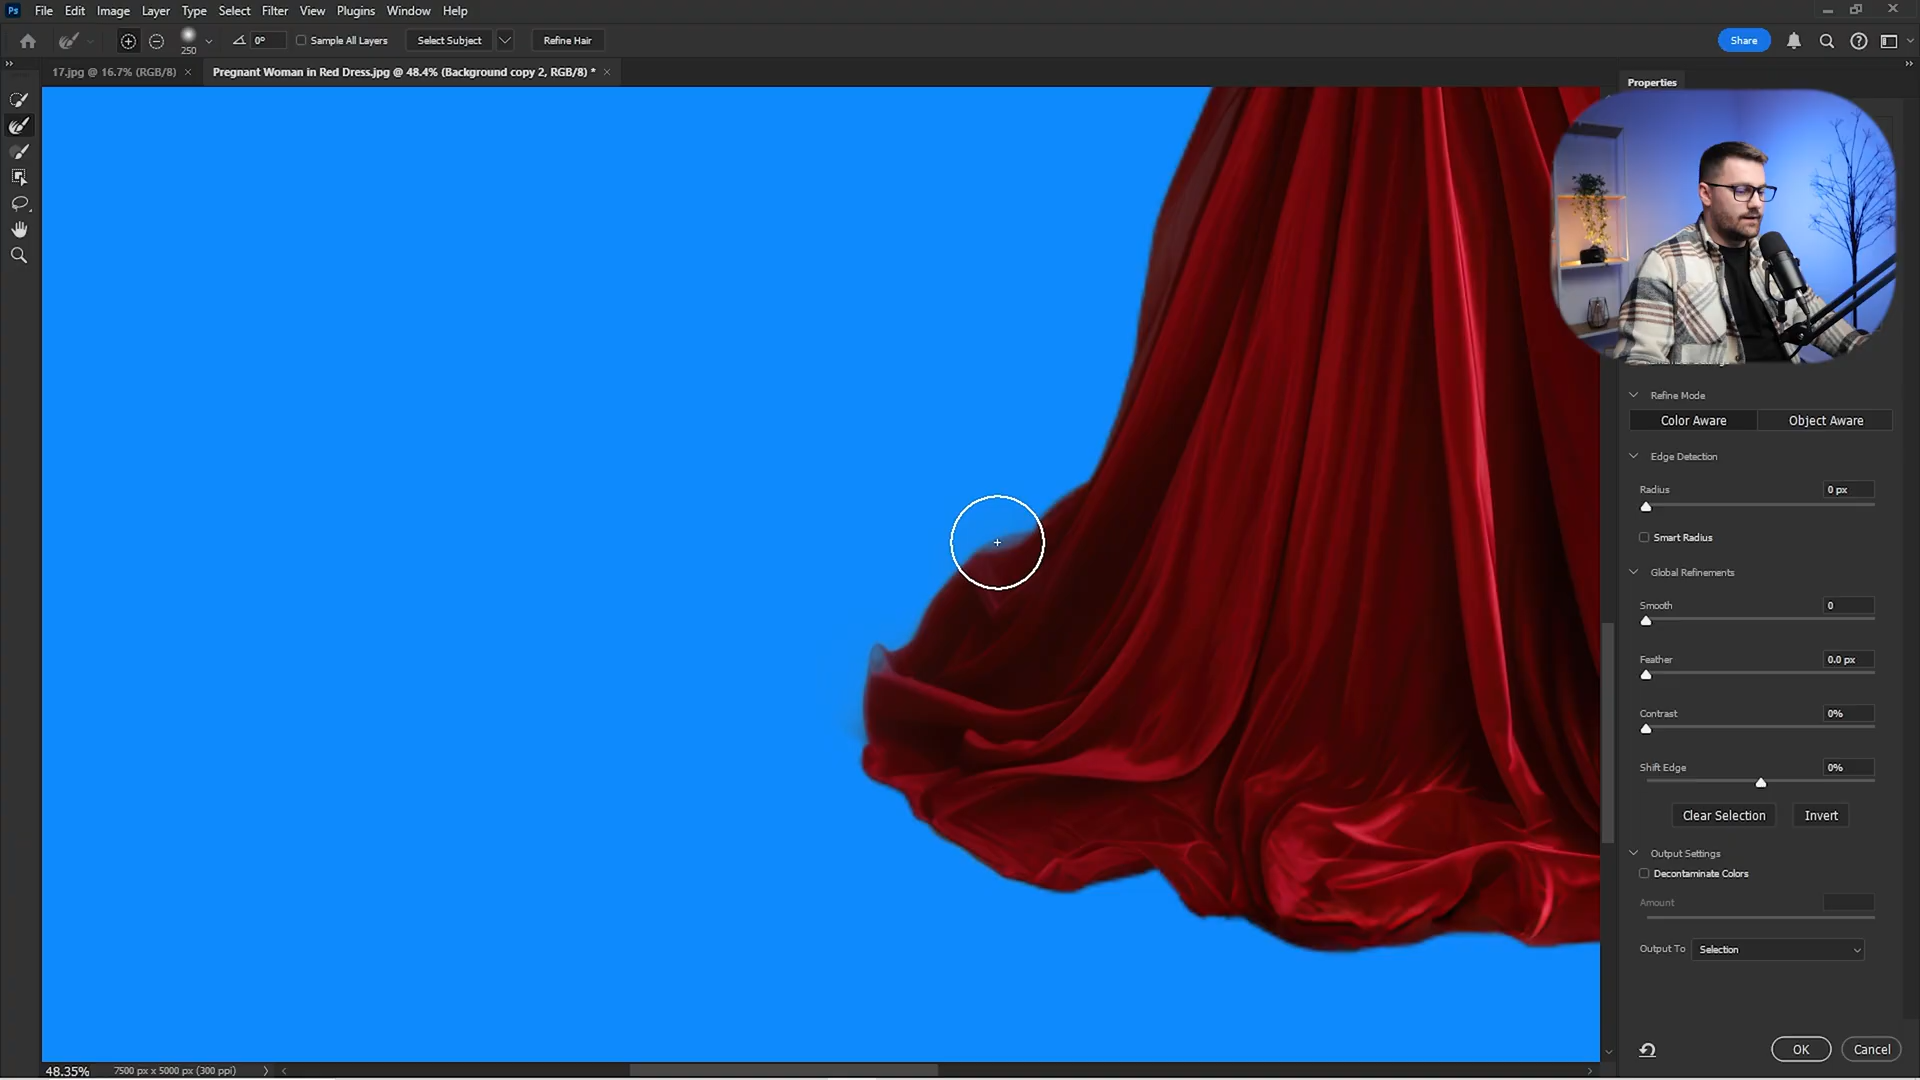 Ps File Edit Image Layer Type Select Filter View Plugins Window Help
250 0° Sample All Layers Select Subject Refine Hair Share
17.jpg @ 16.7% (RGB/8) × Pregnant Woman in Red Dress.jpg @ 48.4% (Background copy 2, RGB/8) * ×
Properties
Refine Mode
Color Aware Object Aware
Edge Detection
Radius 0 px
Smart Radius
Global Refinements
Smooth 0
Feather 0.0 px
Contrast 0%
Shift Edge 0%
Clear Selection Invert
Output Settings
Decontaminate Colors
Amount
Output To Selection
OK Cancel
48.35% 7500 px x 5000 px (300 ppi)